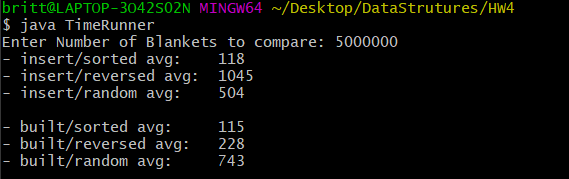 britt@LAPTOP-3O42S02N MINGW64 ~/Desktop/DataStrutures/HW4
$ java TimeRunner
Enter Number of Blankets to compare: 5000000
- insert/sorted avg: 118
- insert/reversed avg: 1045
- insert/random avg: 504
- built/sorted avg: 115
- built/reversed avg: 228
- built/random avg: 743